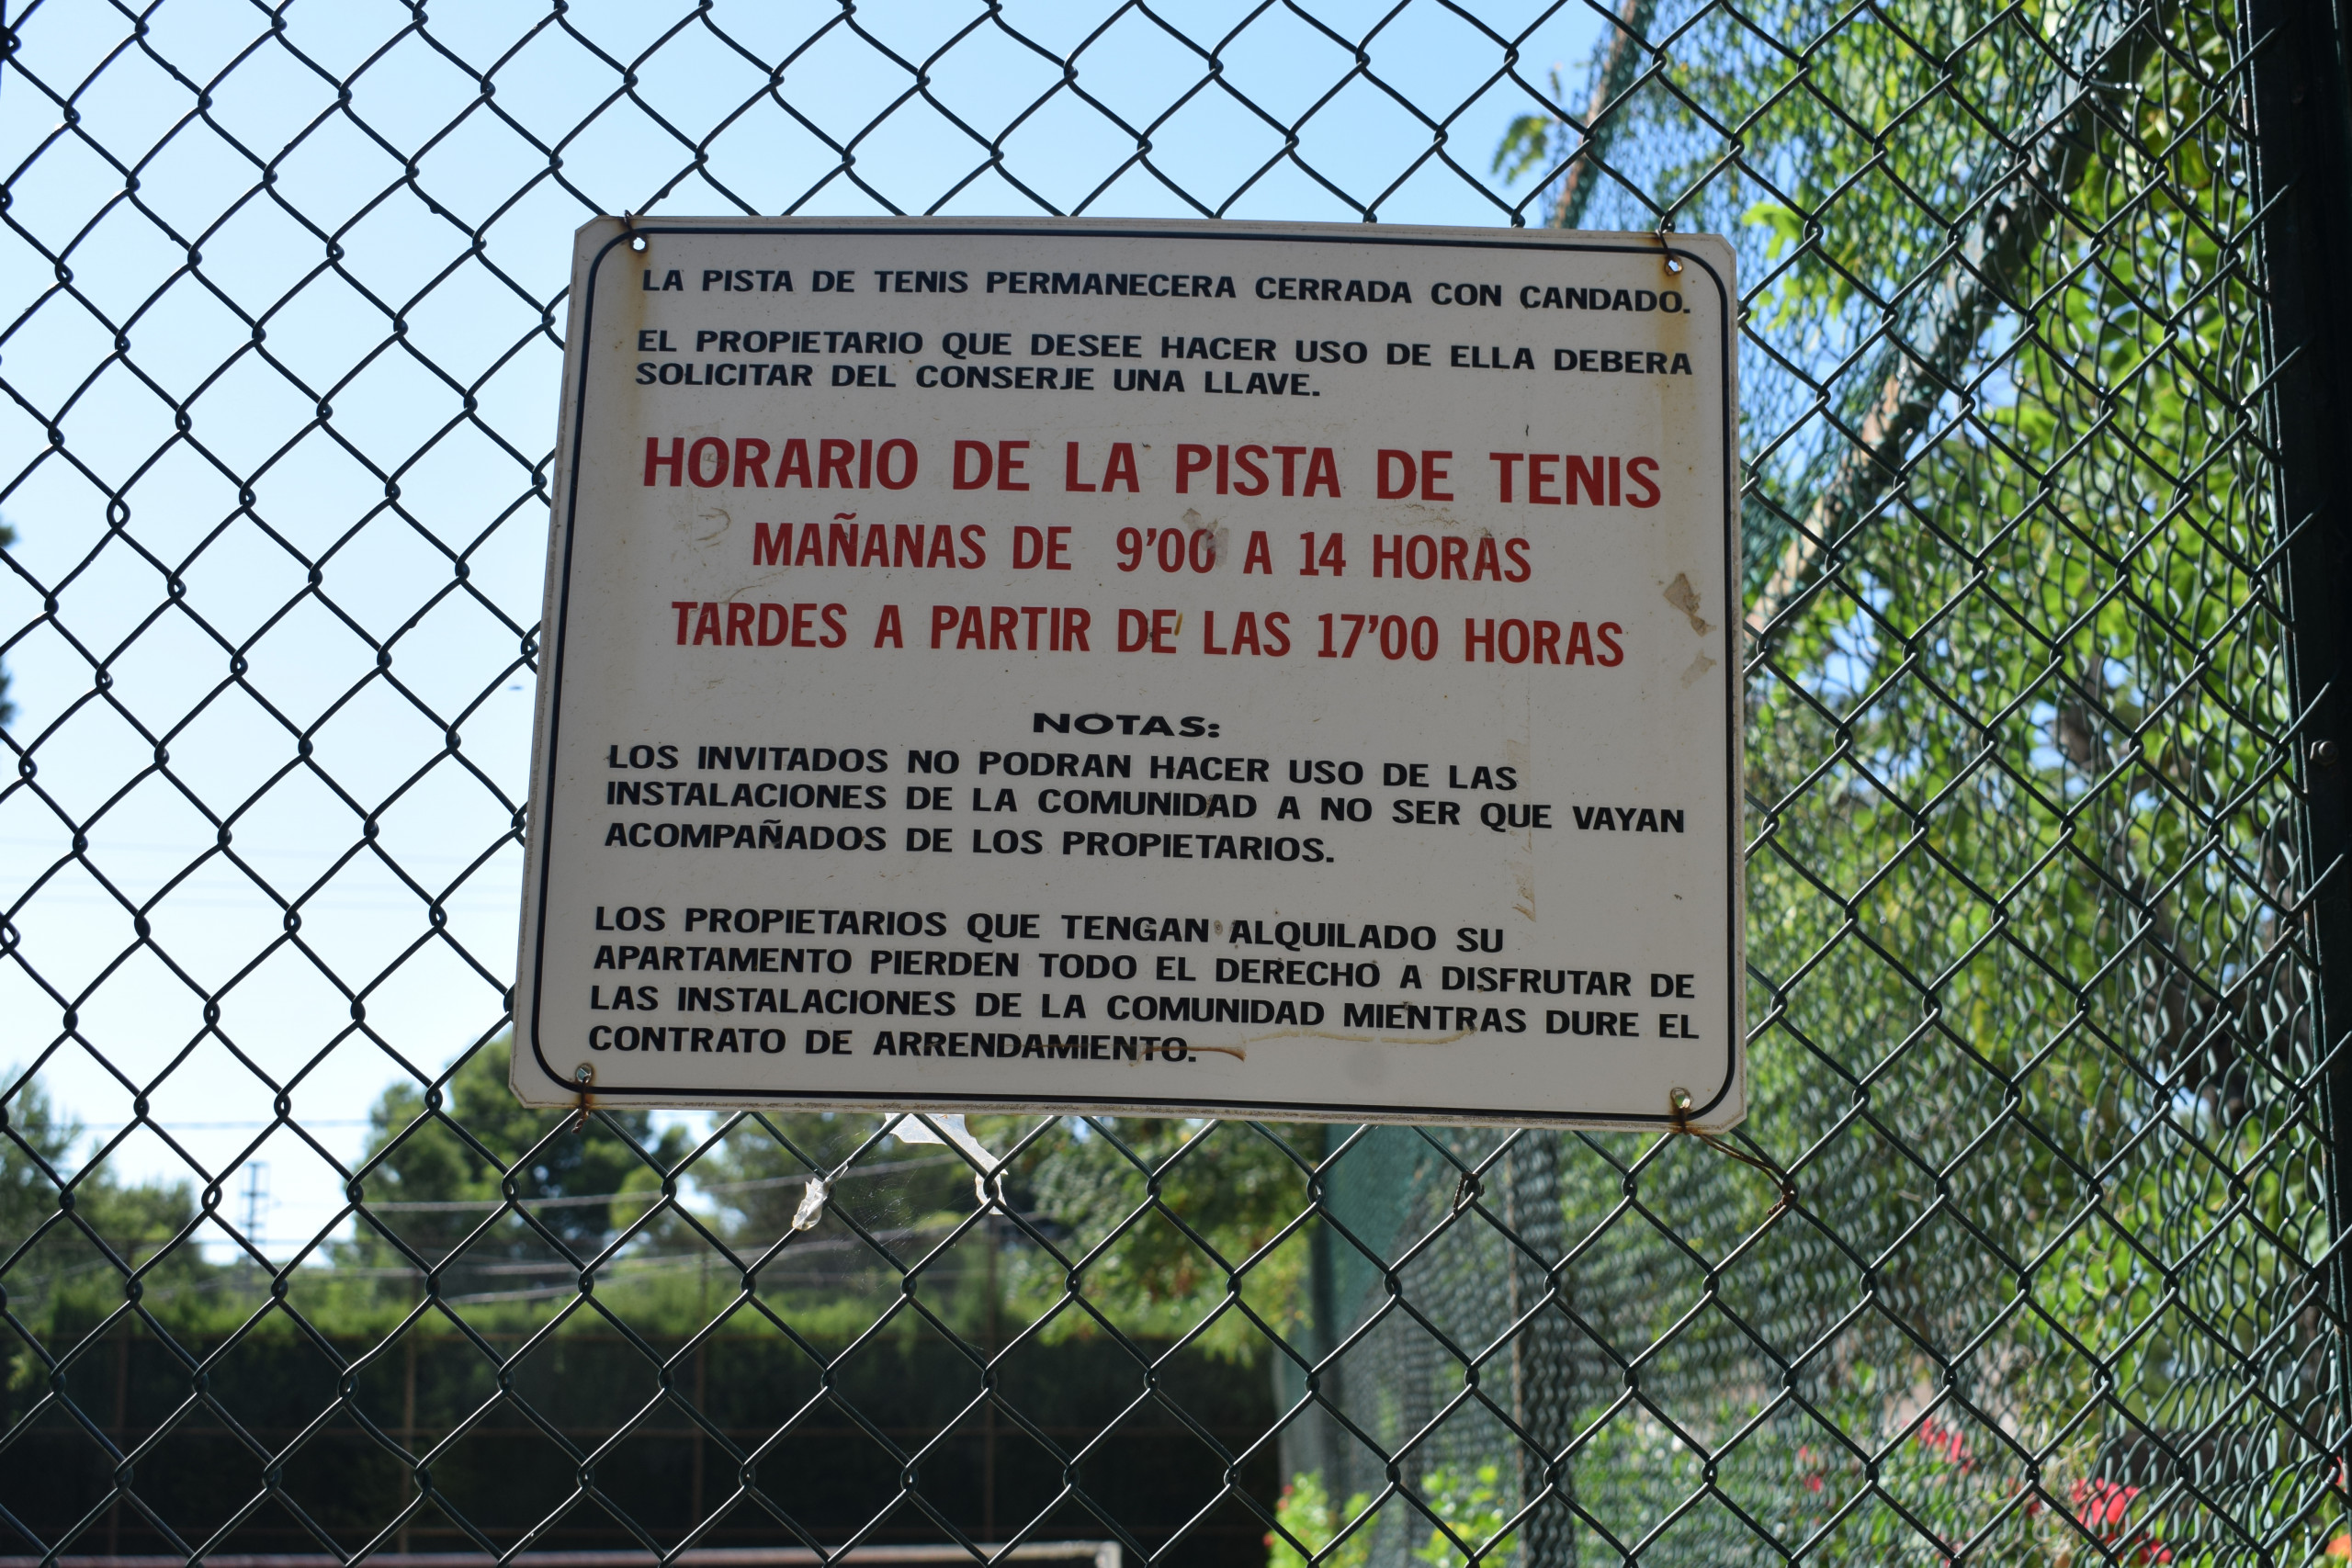 LA PISTA DE TENIS PERMANECERA CERRADA CON CANDADO.
EL PROPIETARIO QUE DESEE HACER USO DE ELLA DEBERA
SOLICITAR DEL CONSERJE UNA LLAVE.
HORARIO DE LA PISTA DE TENIS
MAÑANAS DE 9'00 A 14 HORAS
TARDES A PARTIR DE LAS 17'00 HORAS
NOTAS:
LOS INVITADOS NO PODRAN HACER USO DE LAS
INSTALACIONES DE LA COMUNIDAD A NO SER QUE VAYAN
ACOMPAÑADOS DE LOS PROPIETARIOS.
LOS PROPIETARIOS QUE TENGAN ALQUILADO SU
APARTAMENTO PIERDEN TODO EL DERECHO A DISFRUTAR DE
LAS INSTALACIONES DE LA COMUNIDAD MIENTRAS DURE EL
CONTRATO DE ARRENDAMIENTO.